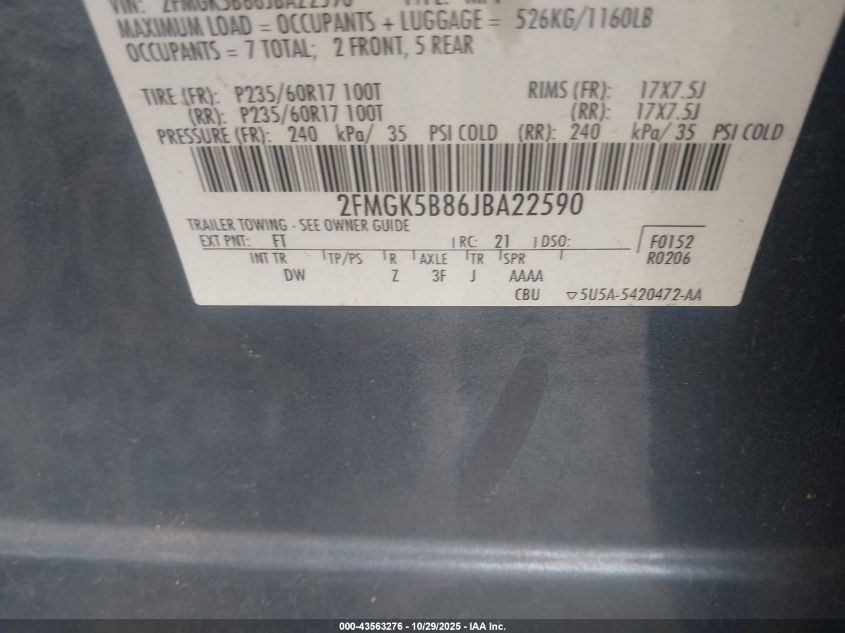 VIN: 2FMGK5B86JBA22590 TYPE: MPV
MAXIMUM LOAD = OCCUPANTS + LUGGAGE = 526KG/1160LB
OCCUPANTS = 7 TOTAL; 2 FRONT, 5 REAR
TIRE (FR): P235/60R17 100T RIMS (FR): 17X7.5J
(RR): P235/60R17 100T (RR): 17X7.5J
PRESSURE (FR): 240 kPa/ 35 PSI COLD (RR): 240 kPa/ 35 PSI COLD
2FMGK5B86JBA22590
TRAILER TOWING - SEE OWNER GUIDE
EXT PNT: FT RC: 21 DSO: F0152
INT TR TP/PS R AXLE TR SPR R0206
DW Z 3F J AAAA
CBU ▽5U5A-5420472-AA
000-43563276 - 10/29/2025 - IAA Inc.